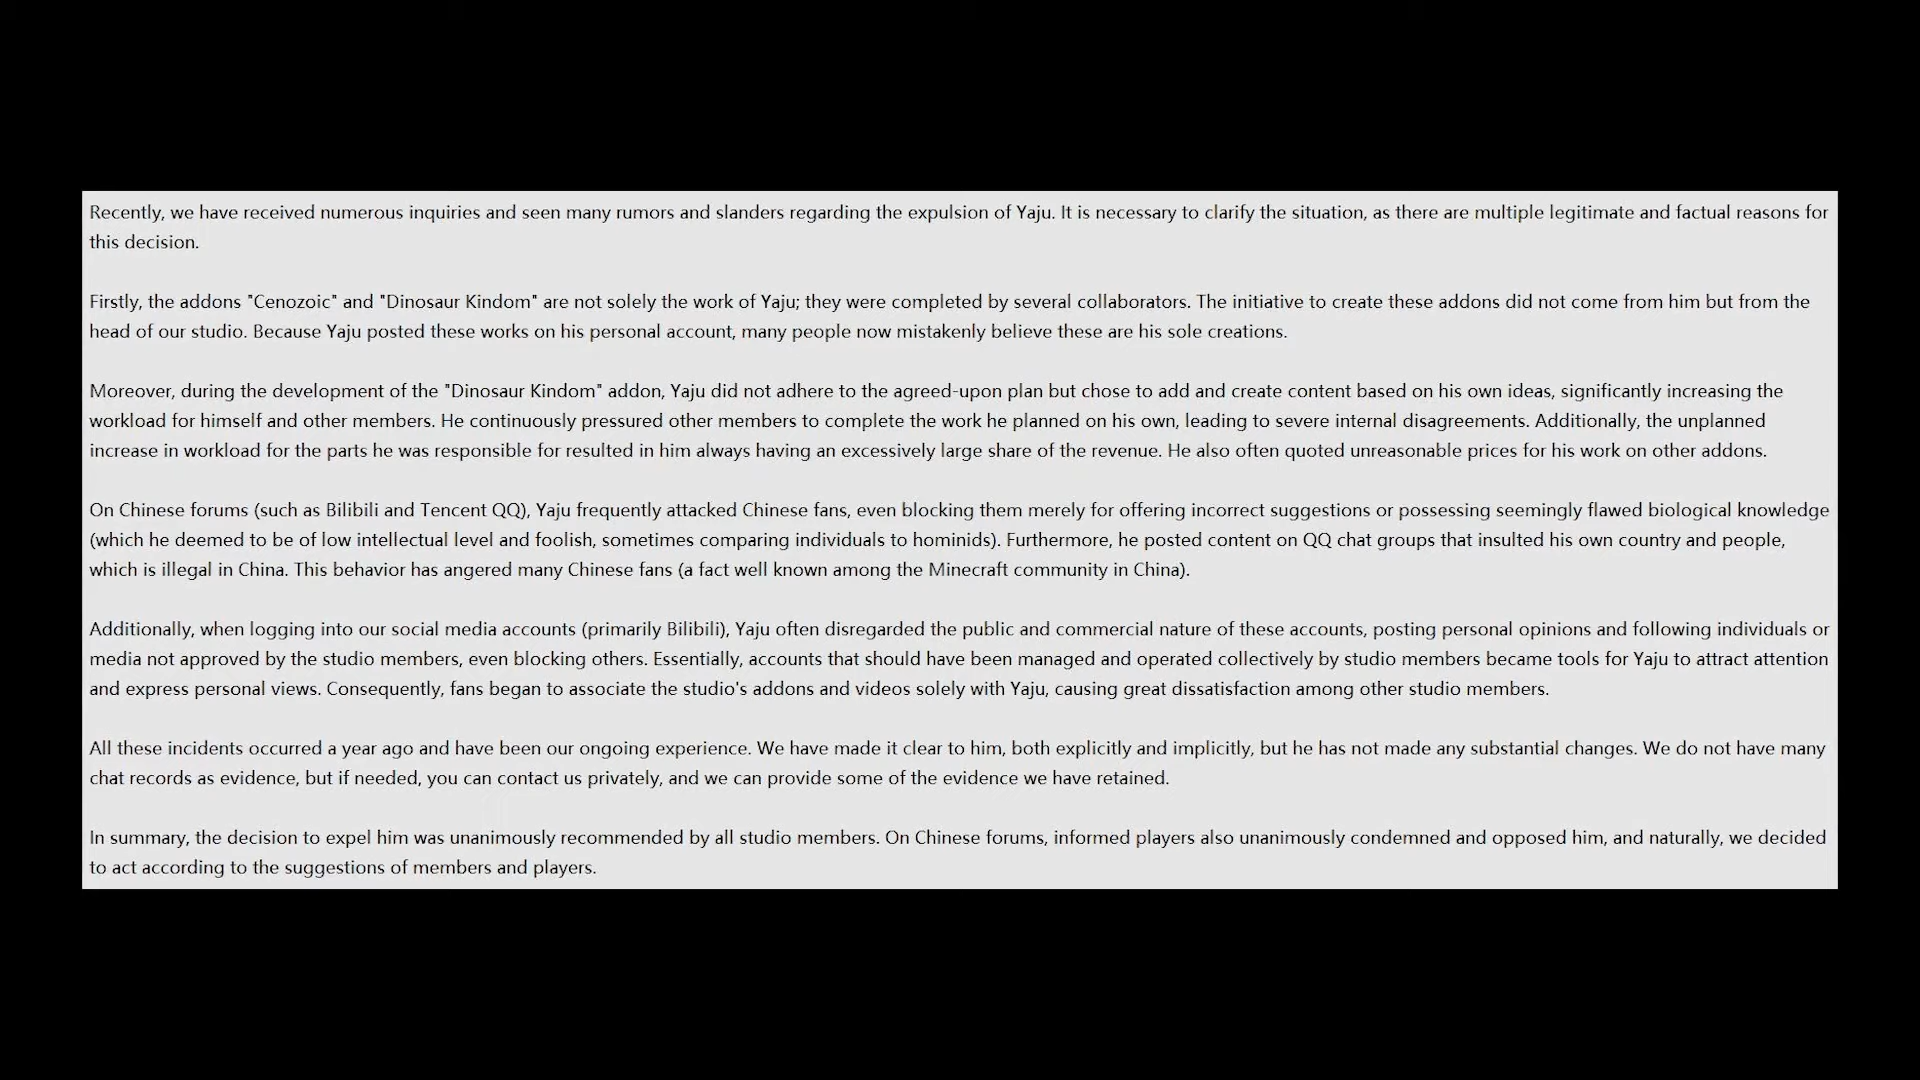 Recently, we have received numerous inquiries and seen many rumors and slanders regarding the expulsion of Yaju. It is necessary to clarify the situation, as there are multiple legitimate and factual reasons for
this decision.
Firstly, the addons "Cenozoic" and "Dinosaur Kindom" are not solely the work of Yaju; they were completed by several collaborators. The initiative to create these addons did not come from him but from the
head of our studio. Because Yaju posted these works on his personal account, many people now mistakenly believe these are his sole creations.
Moreover, during the development of the "Dinosaur Kindom" addon, Yaju did not adhere to the agreed-upon plan but chose to add and create content based on his own ideas, significantly increasing the
workload for himself and other members. He continuously pressured other members to complete the work he planned on his own, leading to severe internal disagreements. Additionally, the unplanned
increase in workload for the parts he was responsible for resulted in him always having an excessively large share of the revenue. He also often quoted unreasonable prices for his work on other addons.
On Chinese forums (such as Bilibili and Tencent QQ), Yaju frequently attacked Chinese fans, even blocking them merely for offering incorrect suggestions or possessing seemingly flawed biological knowledge
(which he deemed to be of low intellectual level and foolish, sometimes comparing individuals to hominids). Furthermore, he posted content on QQ chat groups that insulted his own country and people,
which is illegal in China. This behavior has angered many Chinese fans (a fact well known among the Minecraft community in China).
Additionally, when logging into our social media accounts (primarily Bilibili), Yaju often disregarded the public and commercial nature of these accounts, posting personal opinions and following individuals or
media not approved by the studio members, even blocking others. Essentially, accounts that should have been managed and operated collectively by studio members became tools for Yaju to attract attention
and express personal views. Consequently, fans began to associate the studio's addons and videos solely with Yaju, causing great dissatisfaction among other studio members.
All these incidents occurred a year ago and have been our ongoing experience. We have made it clear to him, both explicitly and implicitly, but he has not made any substantial changes. We do not have many
chat records as evidence, but if needed, you can contact us privately, and we can provide some of the evidence we have retained.
In summary, the decision to expel him was unanimously recommended by all studio members. On Chinese forums, informed players also unanimously condemned and opposed him, and naturally, we decided
to act according to the suggestions of members and players.